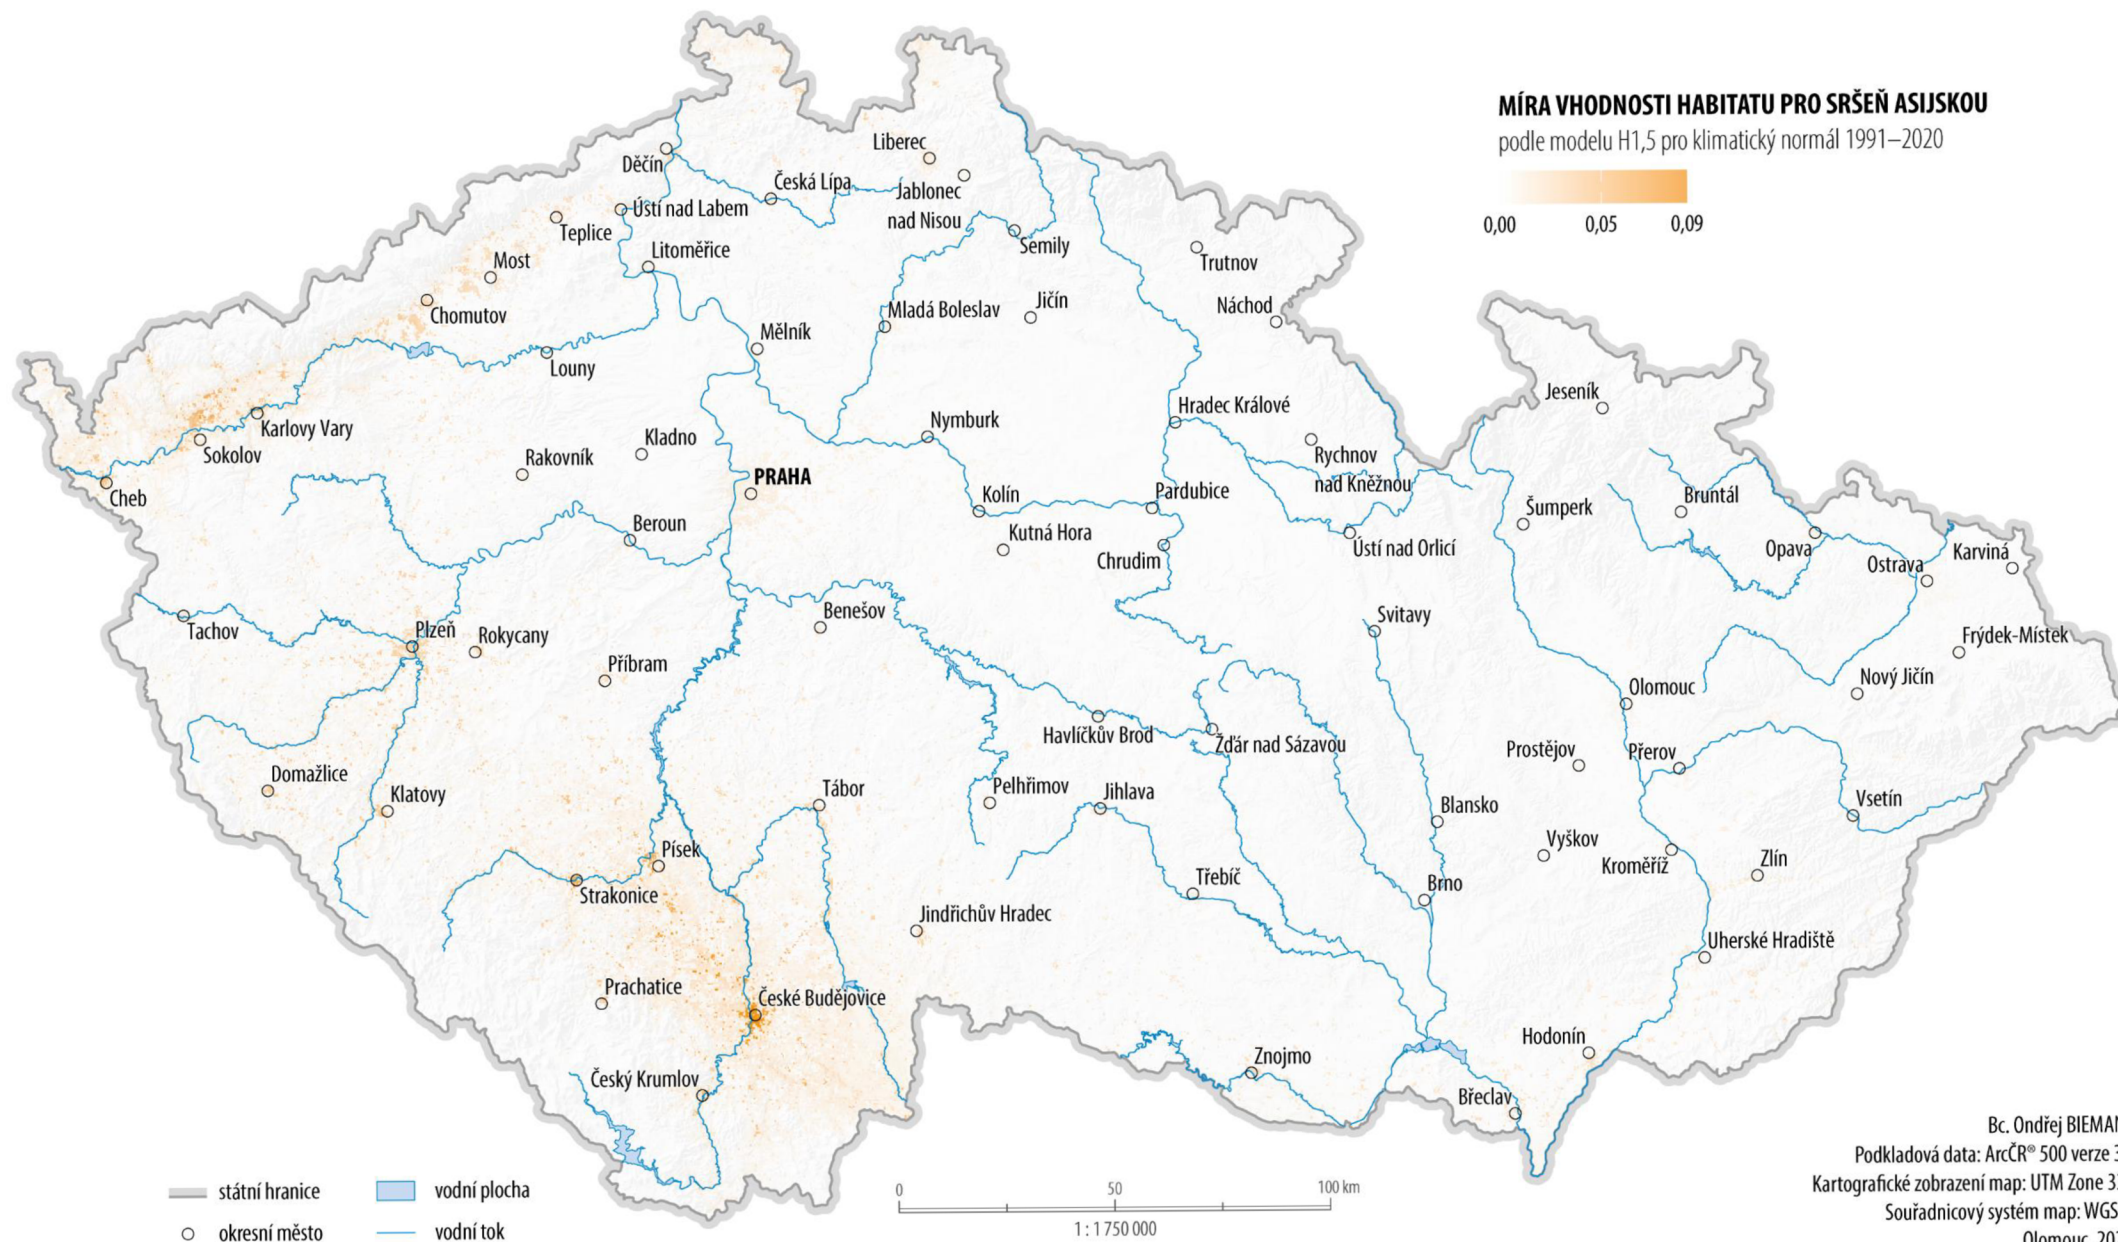 MÍRA VHODNOSTI HABITATU PRO SRŠEŇ ASIJSKOU
podle modelu H1,5 pro klimatický normál 1991–2020
0,00 0,05 0,09
Děčín
Liberec
Česká Lípa
Jablonec
nad Nisou
Ústí nad Labem
Teplice
Semily
Litoměřice
Most
Trutnov
Chomutov
Mladá Boleslav
Jičín
Náchod
Mělník
Louny
Jeseník
Karlovy Vary
Nymburk
Hradec Králové
Sokolov
Kladno
Rakovník
Rychnov
nad Kněžnou
PRAHA
Cheb
Kolín
Pardubice
Bruntál
Šumperk
Beroun
Kutná Hora
Chrudim
Ústí nad Orlicí
Opava
Ostrava
Karviná
Tachov
Plzeň
Rokycany
Benešov
Svitavy
Frýdek-Místek
Příbram
Olomouc
Nový Jičín
Havlíčkův Brod
Žďár nad Sázavou
Prostějov
Přerov
Domažlice
Klatovy
Tábor
Pelhřimov
Jihlava
Blansko
Vsetín
Vyškov
Kroměříž
Zlín
Písek
Strakonice
Třebíč
Brno
Jindřichův Hradec
Uherské Hradiště
Prachatice
České Budějovice
Hodonín
Znojmo
Český Krumlov
Břeclav
státní hranice
vodní plocha
okresní město
vodní tok
0 50 100 km
1 : 1 750 000
Bc. Ondřej BIEMAN
Podkladová data: ArcČR® 500 verze
Kartografické zobrazení map: UTM Zone
Souřadnicový systém map: WGS
Olomouc,